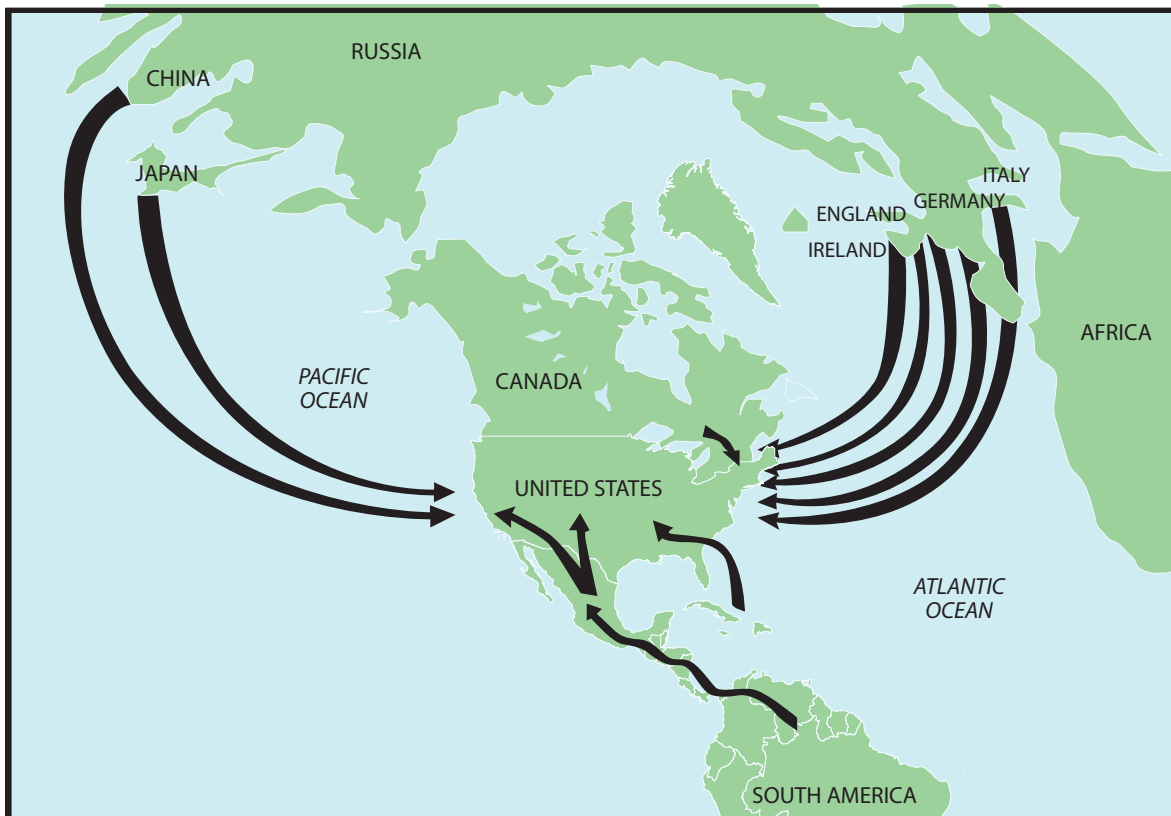 RUSSIA
CHINA
JAPAN
ITALY
GERMANY
ENGLAND
IRELAND
AFRICA
PACIFIC
OCEAN
CANADA
UNITED STATES
ATLANTIC
OCEAN
SOUTH AMERICA